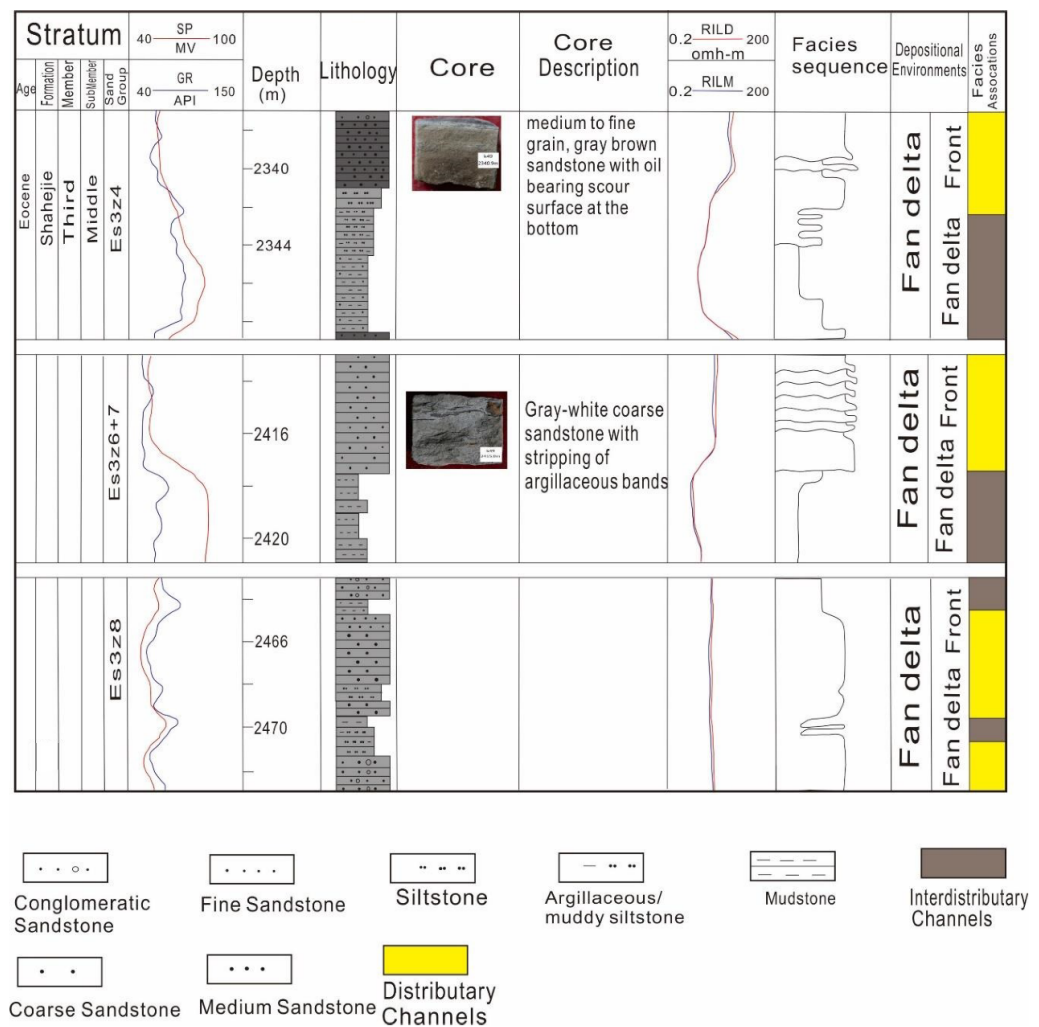 Stratum
SP
40 100
MV
GR
40 150
API
Age
Formation
Member
SubMember
Sand
Group
Depth
(m)
Lithology
Core
Core
Description
RILD
0.2 200
omh-m
RILM
0.2 200
Facies
sequence
Depositional
Environments
Facies
Assocations
Eocene
Shahejie
Third
Middle
Es3z4
2340
2344
medium to fine
grain, gray brown
sandstone with oil
bearing scour
surface at the
bottom
Fan delta
Fan delta Front
Es3z6+7
2416
2420
Gray-white coarse
sandstone with
stripping of
argillaceous bands
Fan delta
Fan delta Front
Es3z8
2466
2470
Fan delta
Fan delta Front
Conglomeratic
Sandstone
Fine Sandstone
Siltstone
Argillaceous/
muddy siltstone
Mudstone
Interdistributary
Channels
Coarse Sandstone
Medium Sandstone
Distributary
Channels